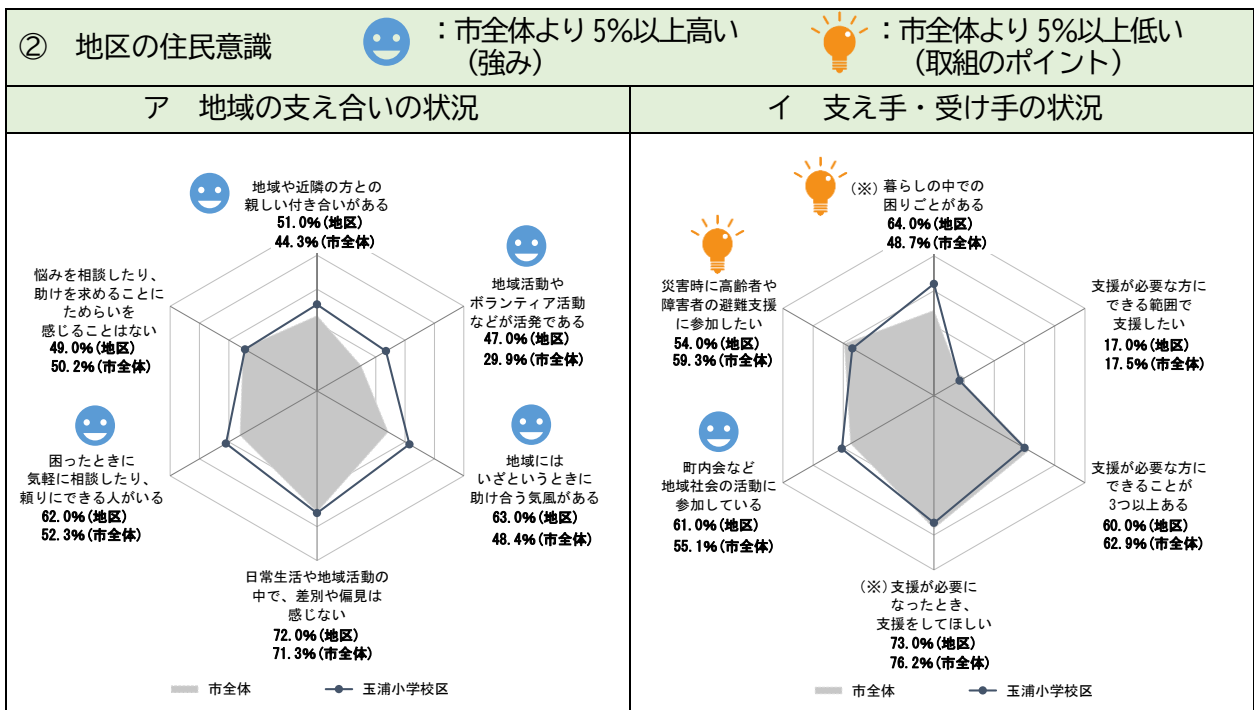 ② 地区の住民意識
：市全体より 5％以上高い
（強み）
：市全体より 5％以上低い
（取組のポイント）
ア 地域の支え合いの状況
地域や近隣の方との
親しい付き合いがある
51.0%(地区)
44.3%(市全体)
地域活動や
ボランティア活動
などが活発である
47.0%(地区)
29.9%(市全体)
地域には
いざというときに
助け合う気風がある
63.0%(地区)
48.4%(市全体)
日常生活や地域活動の
中で、差別や偏見は
感じない
72.0%(地区)
71.3%(市全体)
困ったときに
気軽に相談したり、
頼りにできる人がいる
62.0%(地区)
52.3%(市全体)
悩みを相談したり、
助けを求めることに
ためらいを
感じることはない
49.0%(地区)
50.2%(市全体)
市全体
玉浦小学校区
イ 支え手・受け手の状況
(※) 暮らしの中での
困りごとがある
64.0%(地区)
48.7%(市全体)
支援が必要な方に
できる範囲で
支援したい
17.0%(地区)
17.5%(市全体)
支援が必要な方に
できることが
3つ以上ある
60.0%(地区)
62.9%(市全体)
(※) 支援が必要に
なったとき、
支援をしてほしい
73.0%(地区)
76.2%(市全体)
町内会など
地域社会の活動に
参加している
61.0%(地区)
55.1%(市全体)
災害時に高齢者や
障害者の避難支援
に参加したい
54.0%(地区)
59.3%(市全体)
市全体
玉浦小学校区